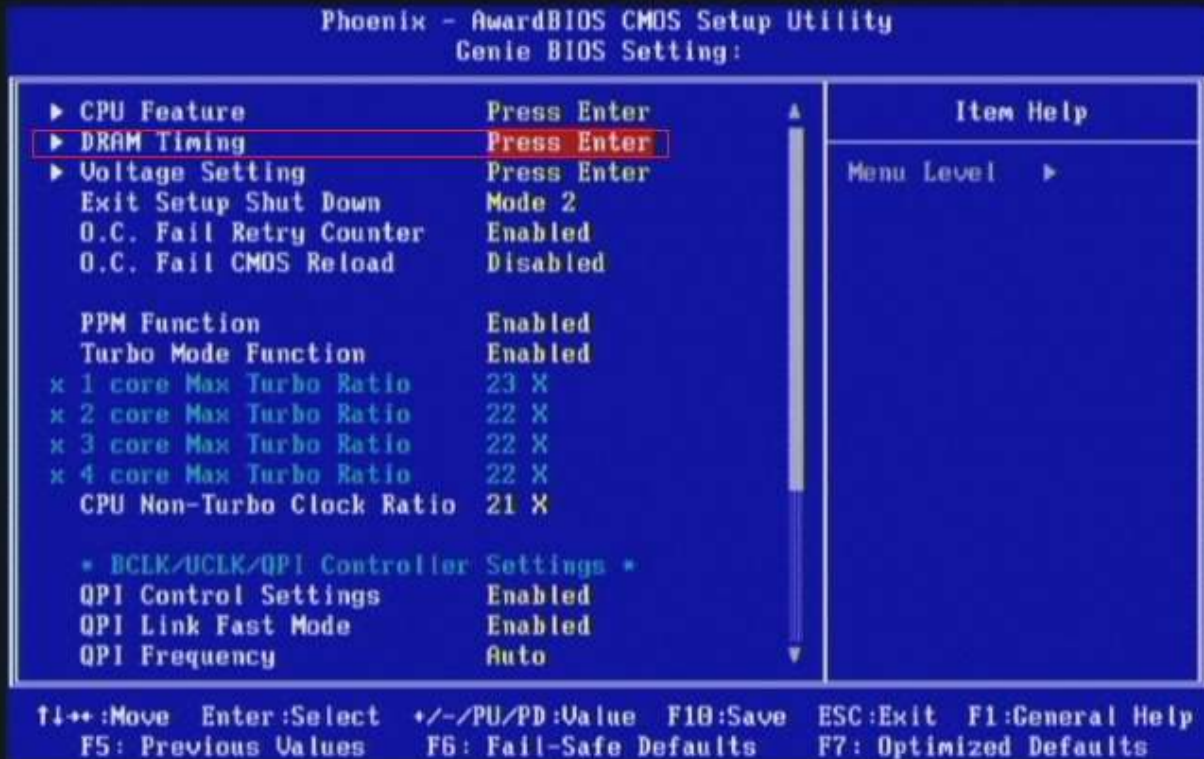 Phoenix - AwardBIOS CMOS Setup Utility
Genie BIOS Setting:
CPU Feature Press Enter
DRAM Timing Press Enter
Voltage Setting Press Enter
Exit Setup Shut Down Mode 2
O.C. Fail Retry Counter Enabled
O.C. Fail CMOS Reload Disabled
PPM Function Enabled
Turbo Mode Function Enabled
x 1 core Max Turbo Ratio 23 X
x 2 core Max Turbo Ratio 22 X
x 3 core Max Turbo Ratio 22 X
x 4 core Max Turbo Ratio 22 X
CPU Non-Turbo Clock Ratio 21 X
* BCLK/UCLK/QPI Controller Settings *
QPI Control Settings Enabled
QPI Link Fast Mode Enabled
QPI Frequency Auto
Item Help
Menu Level ▶
↑↓→←:Move Enter:Select +/-/PU/PD:Value F10:Save ESC:Exit F1:General Help
F5: Previous Values F6: Fail-Safe Defaults F7: Optimized Defaults